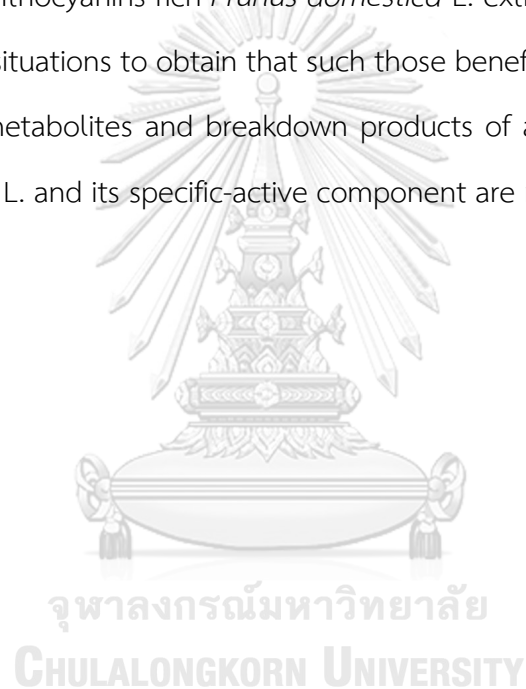 nthocyanins rich Prunus domestica L. extr
situations to obtain that such those benef
metabolites and breakdown products of a
L. and its specific-active component are
จุฬาลงกรณ์มหาวิทยาลัย
CHULALONGKORN UNIVERSITY